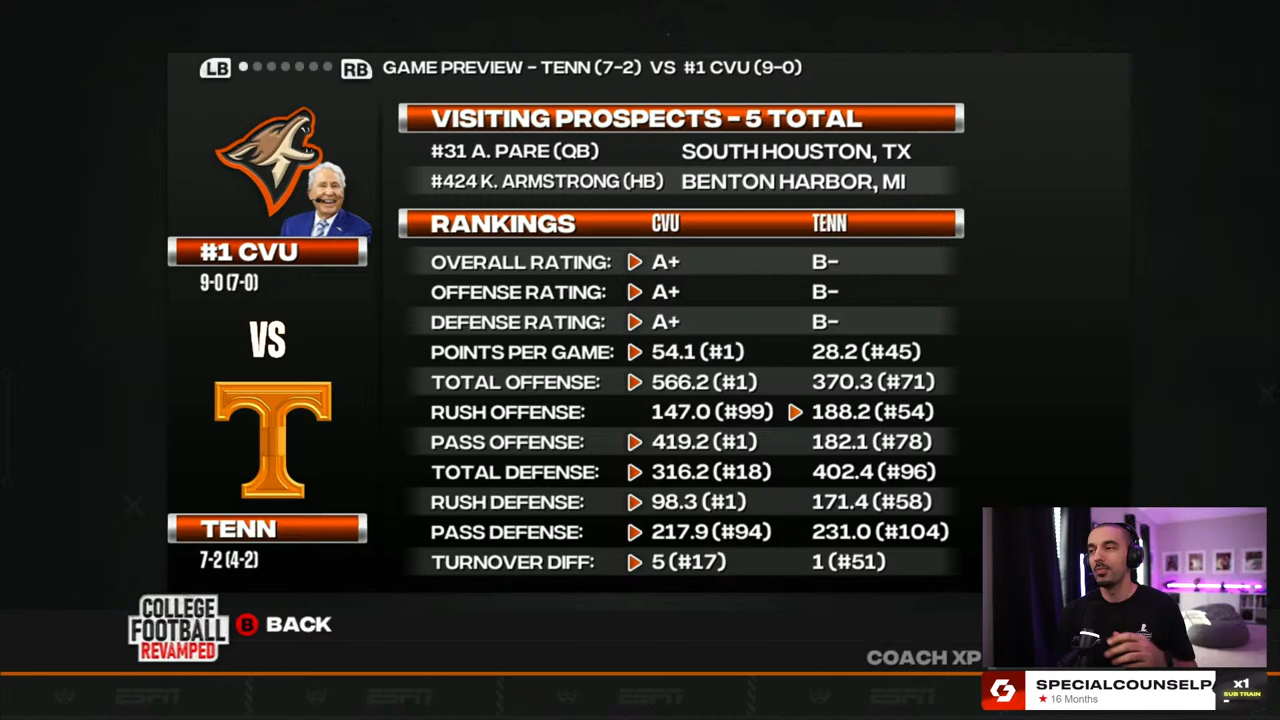 LB RB GAME PREVIEW - TENN (7-2) VS #1 CVU (9-0)
VISITING PROSPECTS - 5 TOTAL
#31 A. PARE (QB) SOUTH HOUSTON, TX
#424 K. ARMSTRONG (HB) BENTON HARBOR, MI
#1 CVU
9-0 (7-0)
VS
T
TENN
7-2 (4-2)
RANKINGS CVU TENN
OVERALL RATING: A+ B-
OFFENSE RATING: A+ B-
DEFENSE RATING: A+ B-
POINTS PER GAME: 54.1 (#1) 28.2 (#45)
TOTAL OFFENSE: 566.2 (#1) 370.3 (#71)
RUSH OFFENSE: 147.0 (#99) 188.2 (#54)
PASS OFFENSE: 419.2 (#1) 182.1 (#78)
TOTAL DEFENSE: 316.2 (#18) 402.4 (#96)
RUSH DEFENSE: 98.3 (#1) 171.4 (#58)
PASS DEFENSE: 217.9 (#94) 231.0 (#104)
TURNOVER DIFF: 5 (#17) 1 (#51)
COLLEGE
FOOTBALL
REVAMPED
B BACK
COACH XP
SPECIALCOUNSELP
16 Months
x1
SUB TRAIN
ESPN ESPN ESPN ESPN